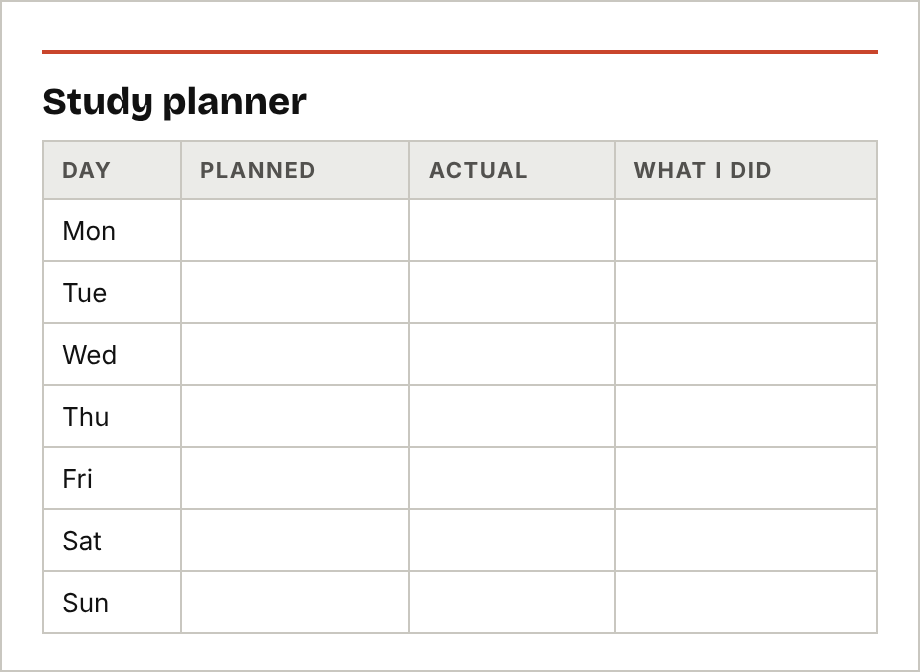 Study planner
DAY PLANNED ACTUAL WHAT I DID
Mon
Tue
Wed
Thu
Fri
Sat
Sun